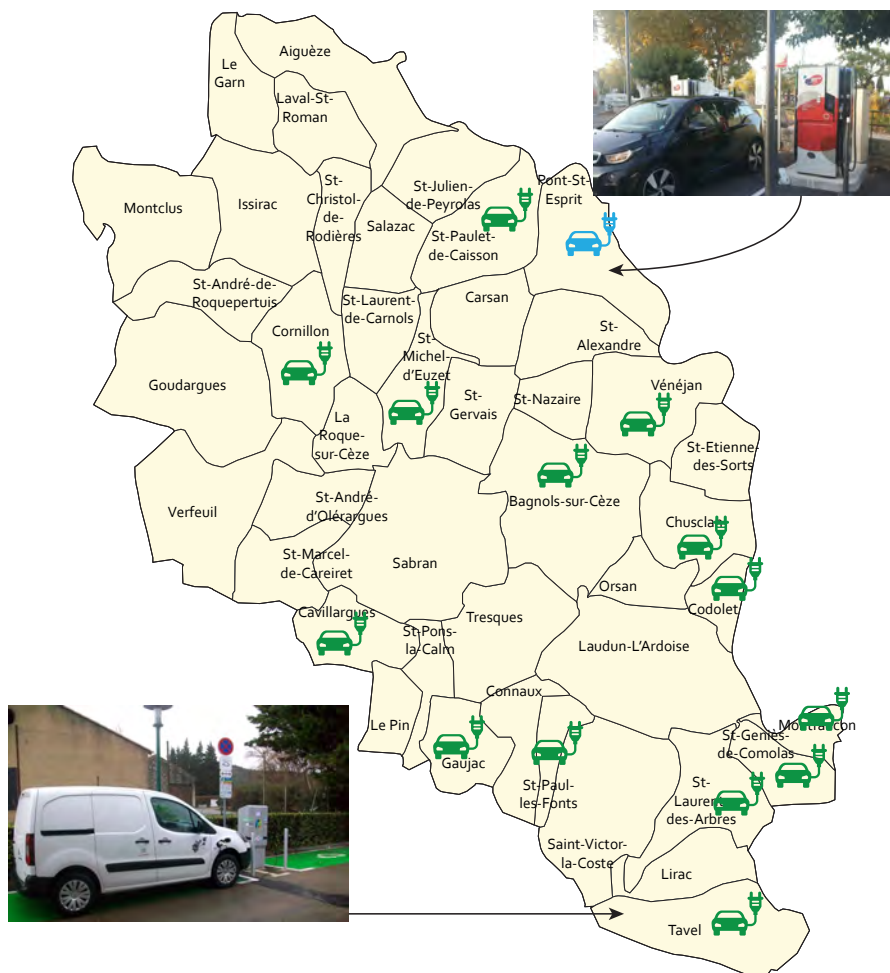 Aiguèze
Le
Garn
Laval-St-
Roman
St-Julien-
de-Peyrolas
Pont-St-
Esprit
St-
Christol-
de-
Rodières
Montclus
Issirac
Salazac
St-Paulet-
de-Caisson
St-André-de-
Roquepertuis
St-Laurent-
de-Carnols
Carsan
Cornillon
St-
Alexandre
St-
Michel-
d'Euzet
Goudargues
St-
Gervais
St-Nazaire
Vénéjan
La
Roque-
sur-Cèze
St-Etienne-
des-Sorts
Verfeuil
St-André-
d'Olérargues
Bagnols-sur-Cèze
Chusclan
St-Marcel-
de-Careiret
Sabran
Orsan
Codolet
Cavillargues
St-Pons-
la-Calm
Tresques
Laudun-L'Ardoise
Connaux
Le Pin
Montfaucon
St-Geniès-
de-Comolas
Gaujac
St-Paul-
les-Fonts
St-
Laurent-
des-Arbres
Saint-Victor-
la-Coste
Lirac
Tavel